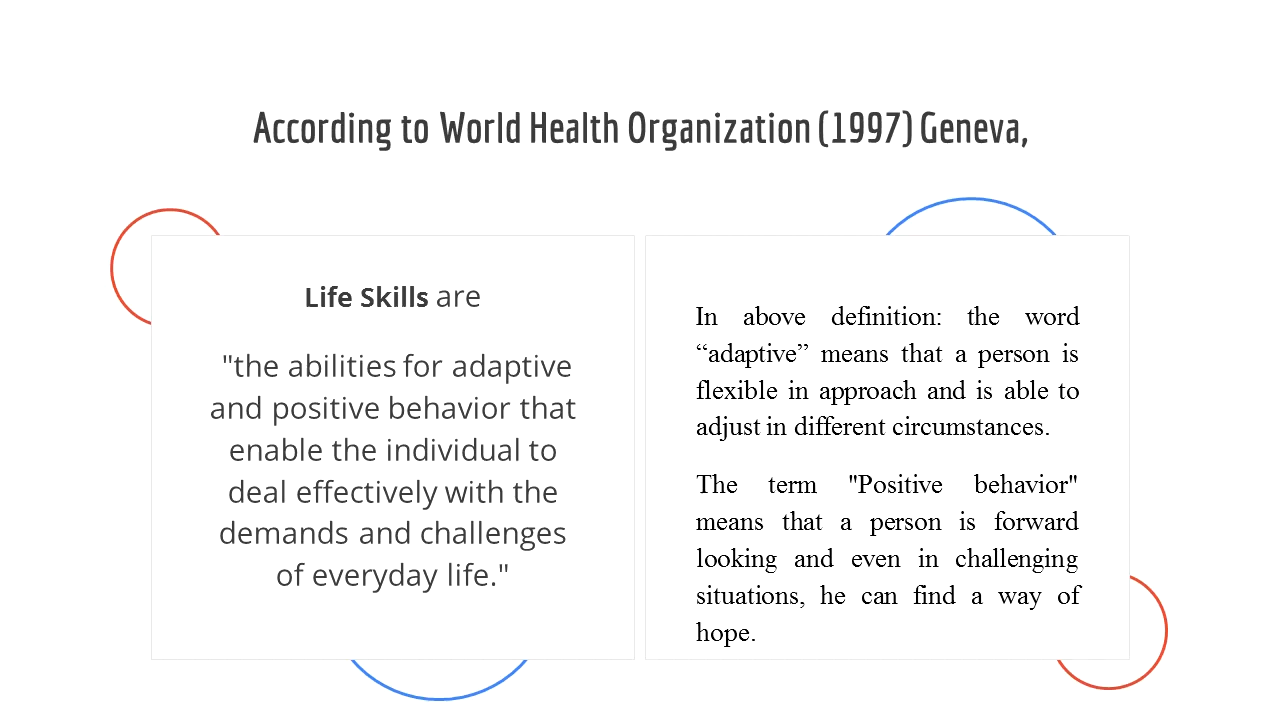 According to World Health Organization (1997) Geneva,
Life Skills are
"the abilities for adaptive
and positive behavior that
enable the individual to
deal effectively with the
demands and challenges
of everyday life."
In above definition: the word
“adaptive” means that a person is
flexible in approach and is able to
adjust in different circumstances.
The term "Positive behavior"
means that a person is forward
looking and even in challenging
situations, he can find a way of
hope.